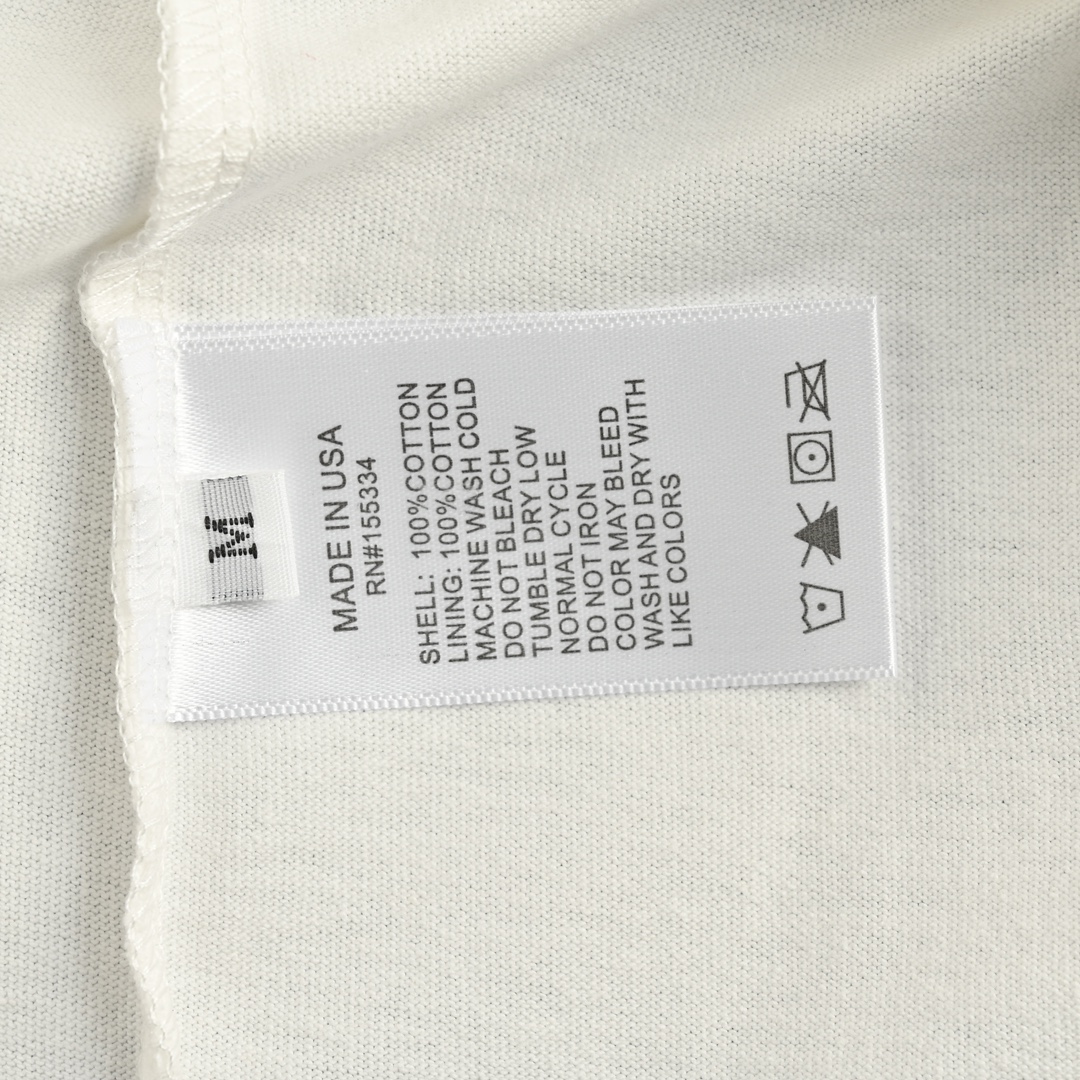 M
MADE IN USA
RN#155334
SHELL: 100%COTTON
LINING: 100%COTTON
MACHINE WASH COLD
DO NOT BLEACH
TUMBLE DRY LOW
NORMAL CYCLE
DO NOT IRON
COLOR MAY BLEED
WASH AND DRY WITH
LIKE COLORS